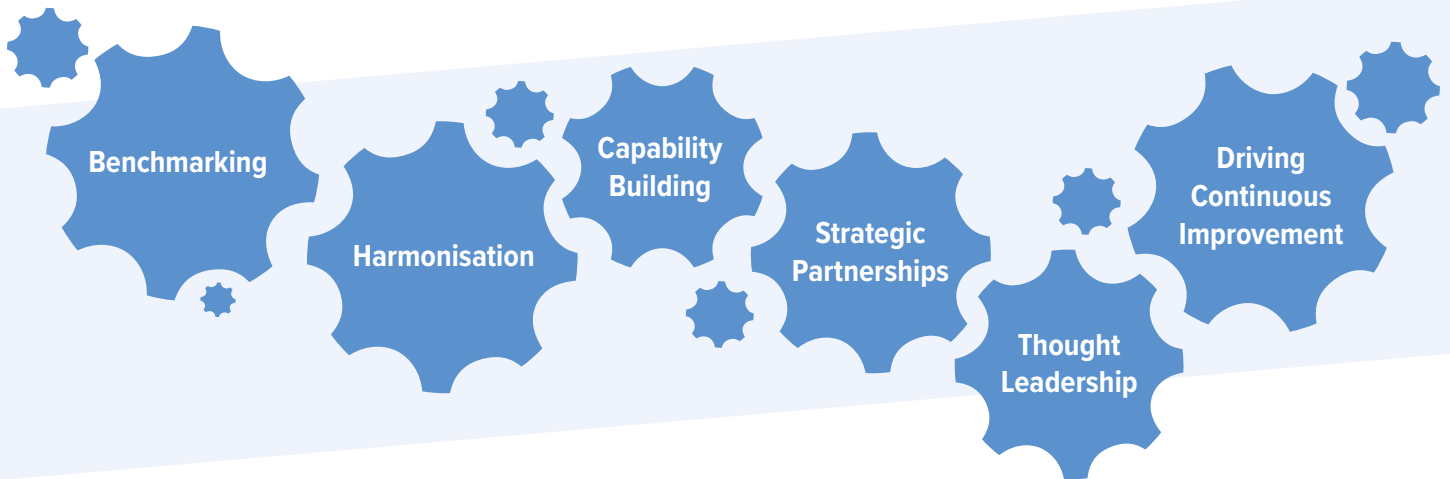 Benchmarking
Harmonisation
Capability
Building
Strategic
Partnerships
Thought
Leadership
Driving
Continuous
Improvement